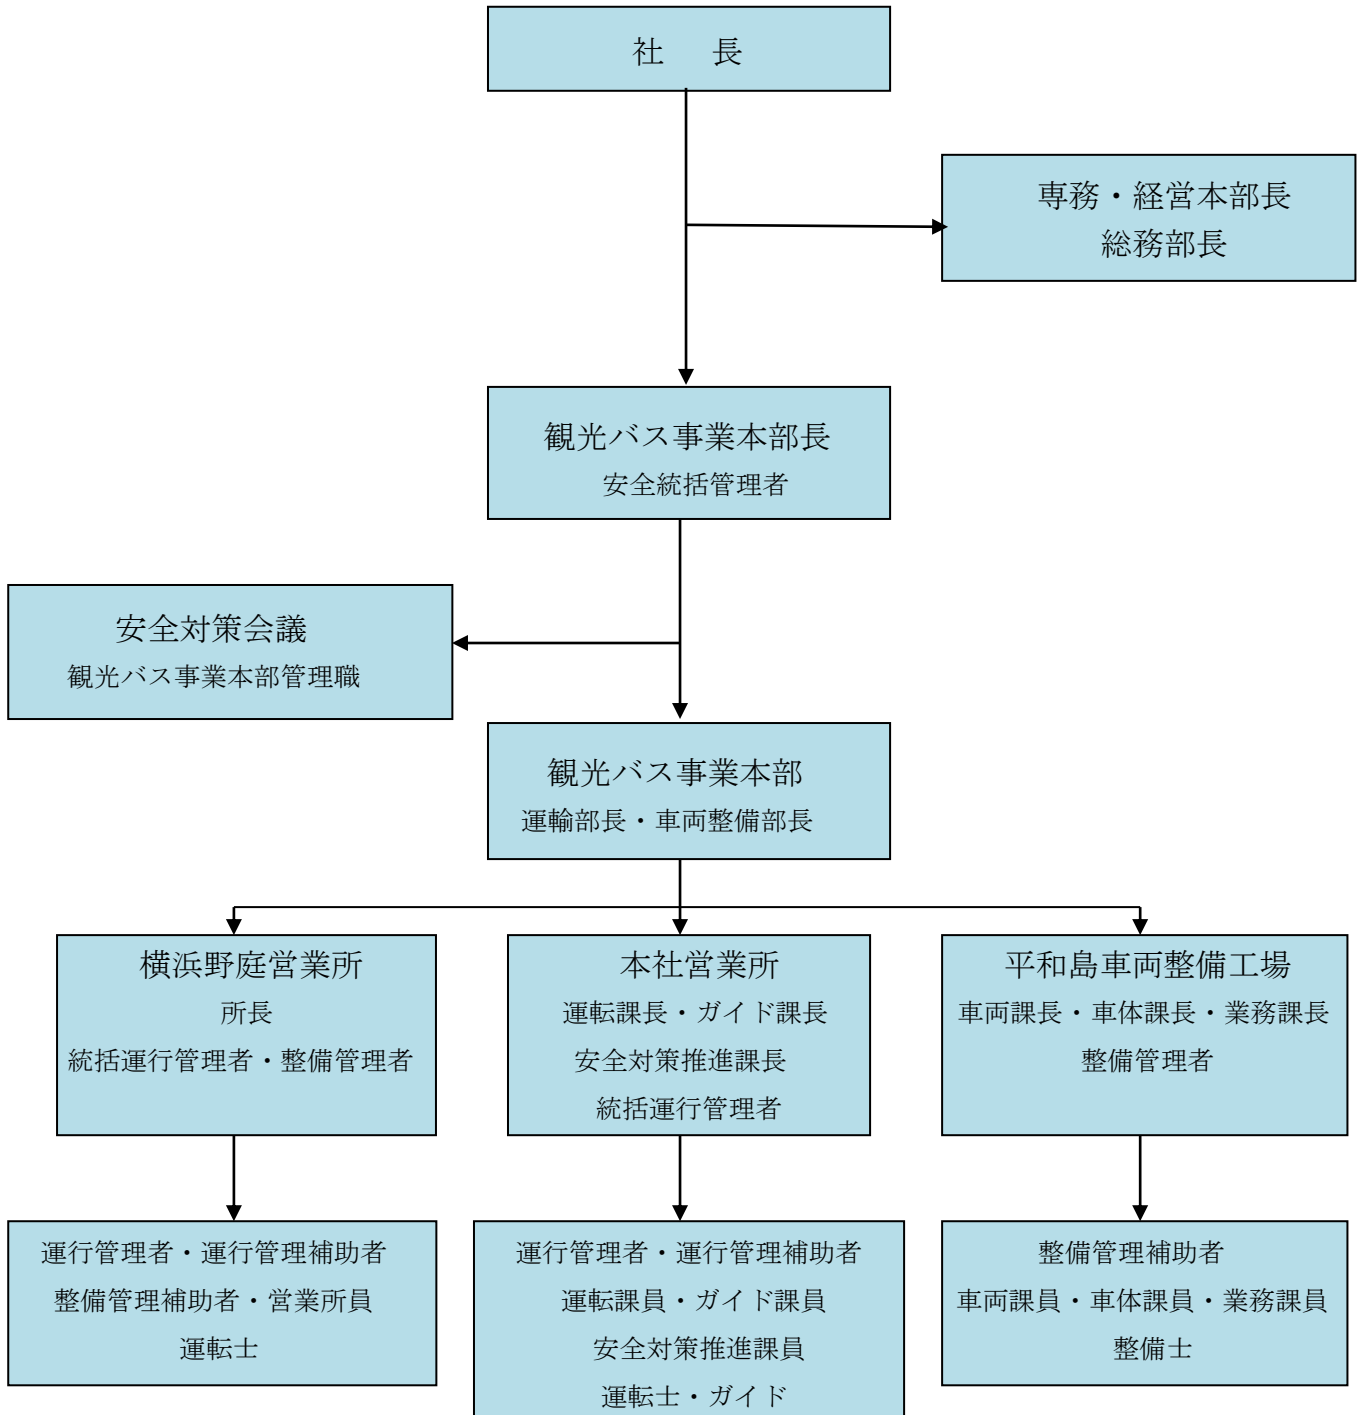 社　長
専務・経営本部長
総務部長
観光バス事業本部長
安全統括管理者
安全対策会議
観光バス事業本部管理職
観光バス事業本部
運輸部長・車両整備部長
横浜野庭営業所
所長
統括運行管理者・整備管理者
本社営業所
運転課長・ガイド課長
安全対策推進課長
統括運行管理者
平和島車両整備工場
車両課長・車体課長・業務課長
整備管理者
運行管理者・運行管理補助者
整備管理補助者・営業所員
運転士
運行管理者・運行管理補助者
運転課員・ガイド課員
安全対策推進課員
運転士・ガイド
整備管理補助者
車両課員・車体課員・業務課員
整備士